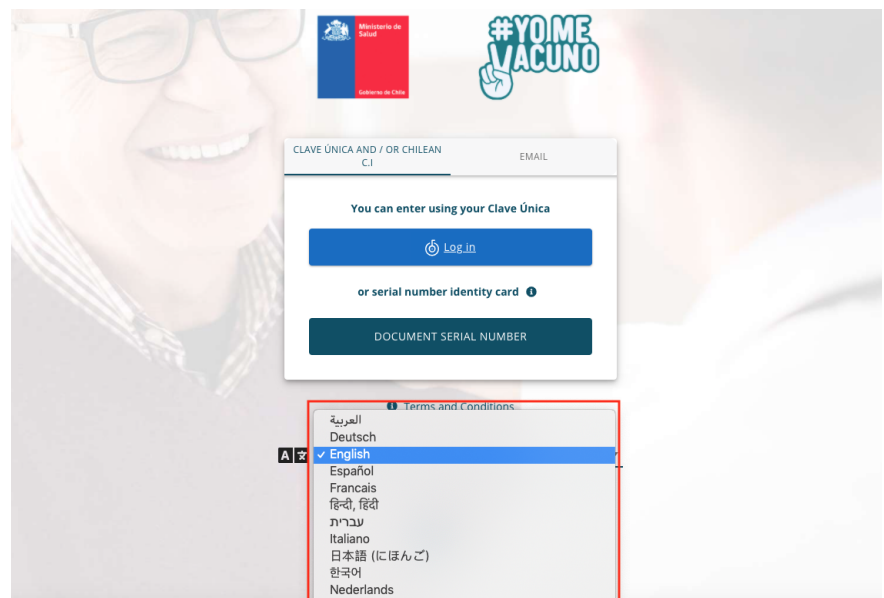 Ministerio de
Salud
Gobierno de Chile
#YO ME
VACUNO
CLAVE ÚNICA AND / OR CHILEAN
C.I
EMAIL
You can enter using your Clave Única
Log in
or serial number identity card
DOCUMENT SERIAL NUMBER
Terms and Conditions
العربية
Deutsch
A
✓ English
Español
Francais
हिन्दी, हिंदी
עברית
Italiano
日本語 (にほんご)
한국어
Nederlands